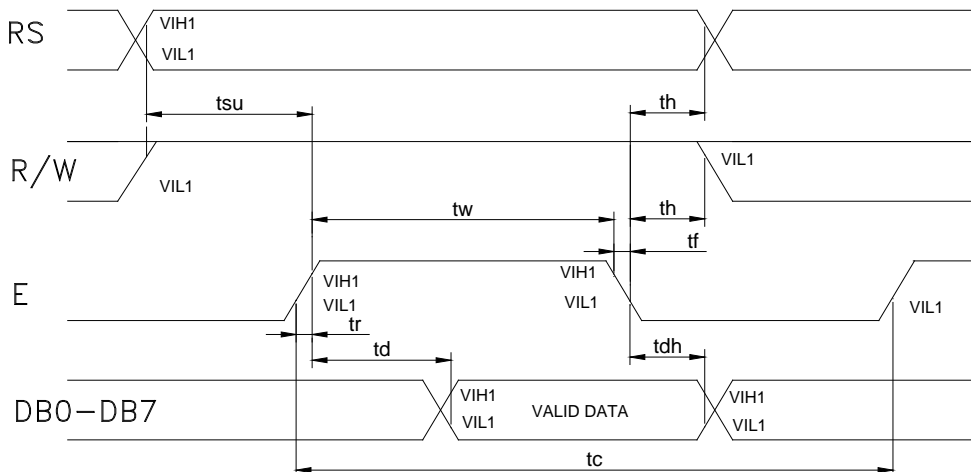 RS
VIH1
VIL1
tsu
th
R/W
VIL1
VIL1
tw
th
tf
E
VIH1
VIL1
VIH1
VIL1
VIL1
tr
td
tdh
DB0-DB7
VIH1
VIL1
VALID DATA
VIH1
VIL1
tc